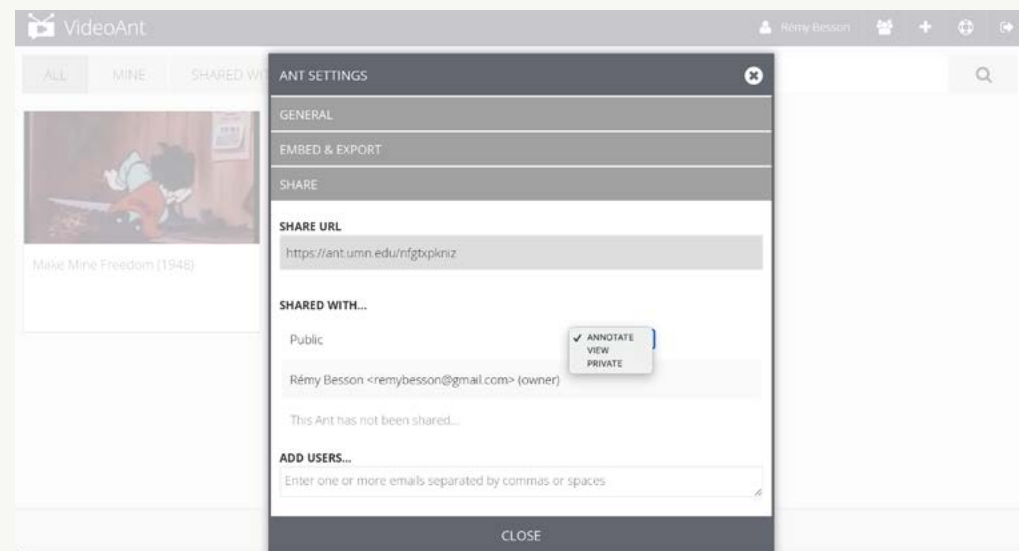 VideoAnt
Rémy Besson
ALL MINE SHARED WIT
ANT SETTINGS
GENERAL
EMBED & EXPORT
SHARE
SHARE URL
https://ant.umn.edu/nfgtxpkniz
Make Mine Freedom (1948)
SHARED WITH...
Public
✓ ANNOTATE
VIEW
PRIVATE
Rémy Besson <remybesson@gmail.com> (owner)
This Ant has not been shared...
ADD USERS...
Enter one or more emails separated by commas or spaces
CLOSE